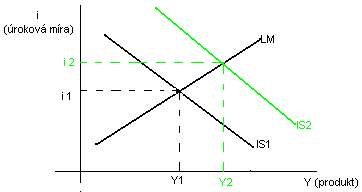 i
(úroková míra)
LM
i 2
i 1
IS2
IS1
Y1
Y2
Y (produkt)